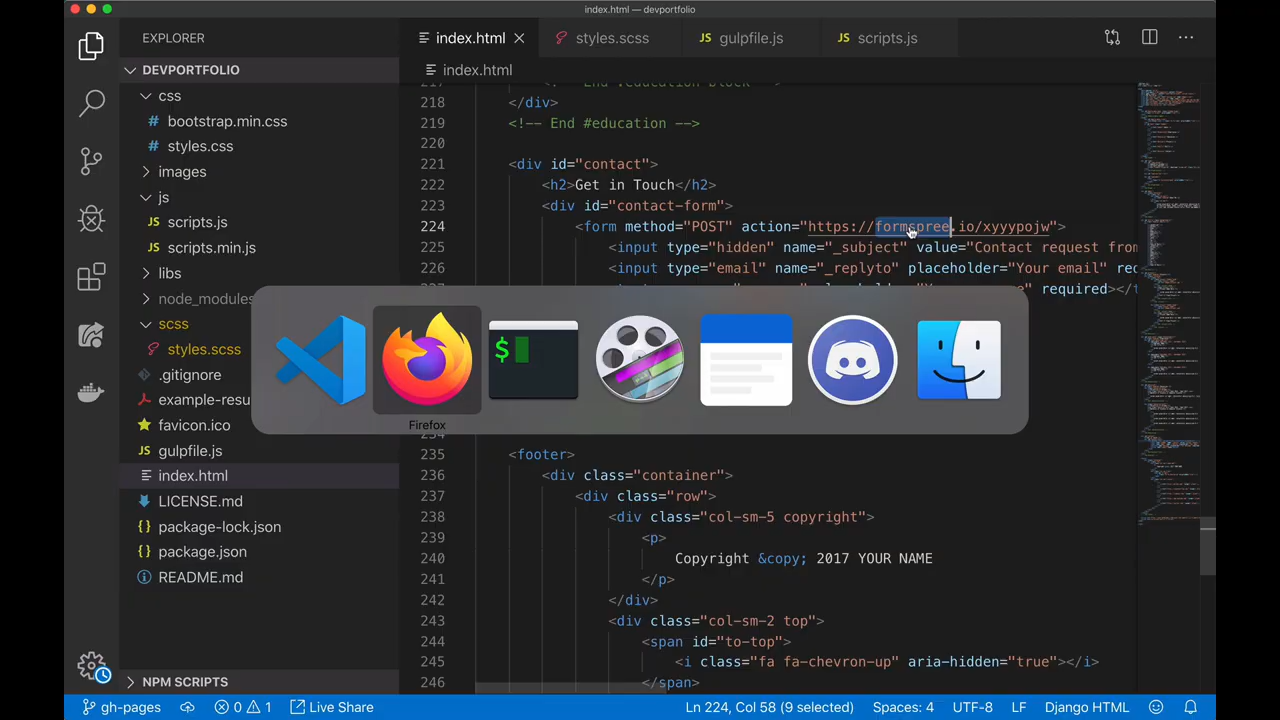 index.html — devportfolio
EXPLORER
DEVPORTFOLIO
css
bootstrap.min.css
styles.css
images
js
scripts.js
scripts.min.js
libs
node_modules
scss
styles.scss
.gitignore
example-resu
favicon.ico
gulpfile.js
index.html
LICENSE.md
package-lock.json
package.json
README.md
NPM SCRIPTS
index.html
styles.scss
JS gulpfile.js
JS scripts.js
index.html
218 </div>
219 <!-- End #education -->
220
221 <div id="contact">
222 <h2>Get in Touch</h2>
223 <div id="contact-form">
224 <form method="POST" action="https://formspree.io/xyyypojw">
225 <input type="hidden" name="_subject" value="Contact request from
226 <input type="email" name="_replyto" placeholder="Your email" rec
required></t
Firefox
235 <footer>
236 <div class="container">
237 <div class="row">
238 <div class="col-sm-5 copyright">
239 <p>
240 Copyright &copy; 2017 YOUR NAME
241 </p>
242 </div>
243 <div class="col-sm-2 top">
244 <span id="to-top">
245 <i class="fa fa-chevron-up" aria-hidden="true"></i>
246 </span>
gh-pages 0 1 Live Share Ln 224, Col 58 (9 selected) Spaces: 4 UTF-8 LF Django HTML